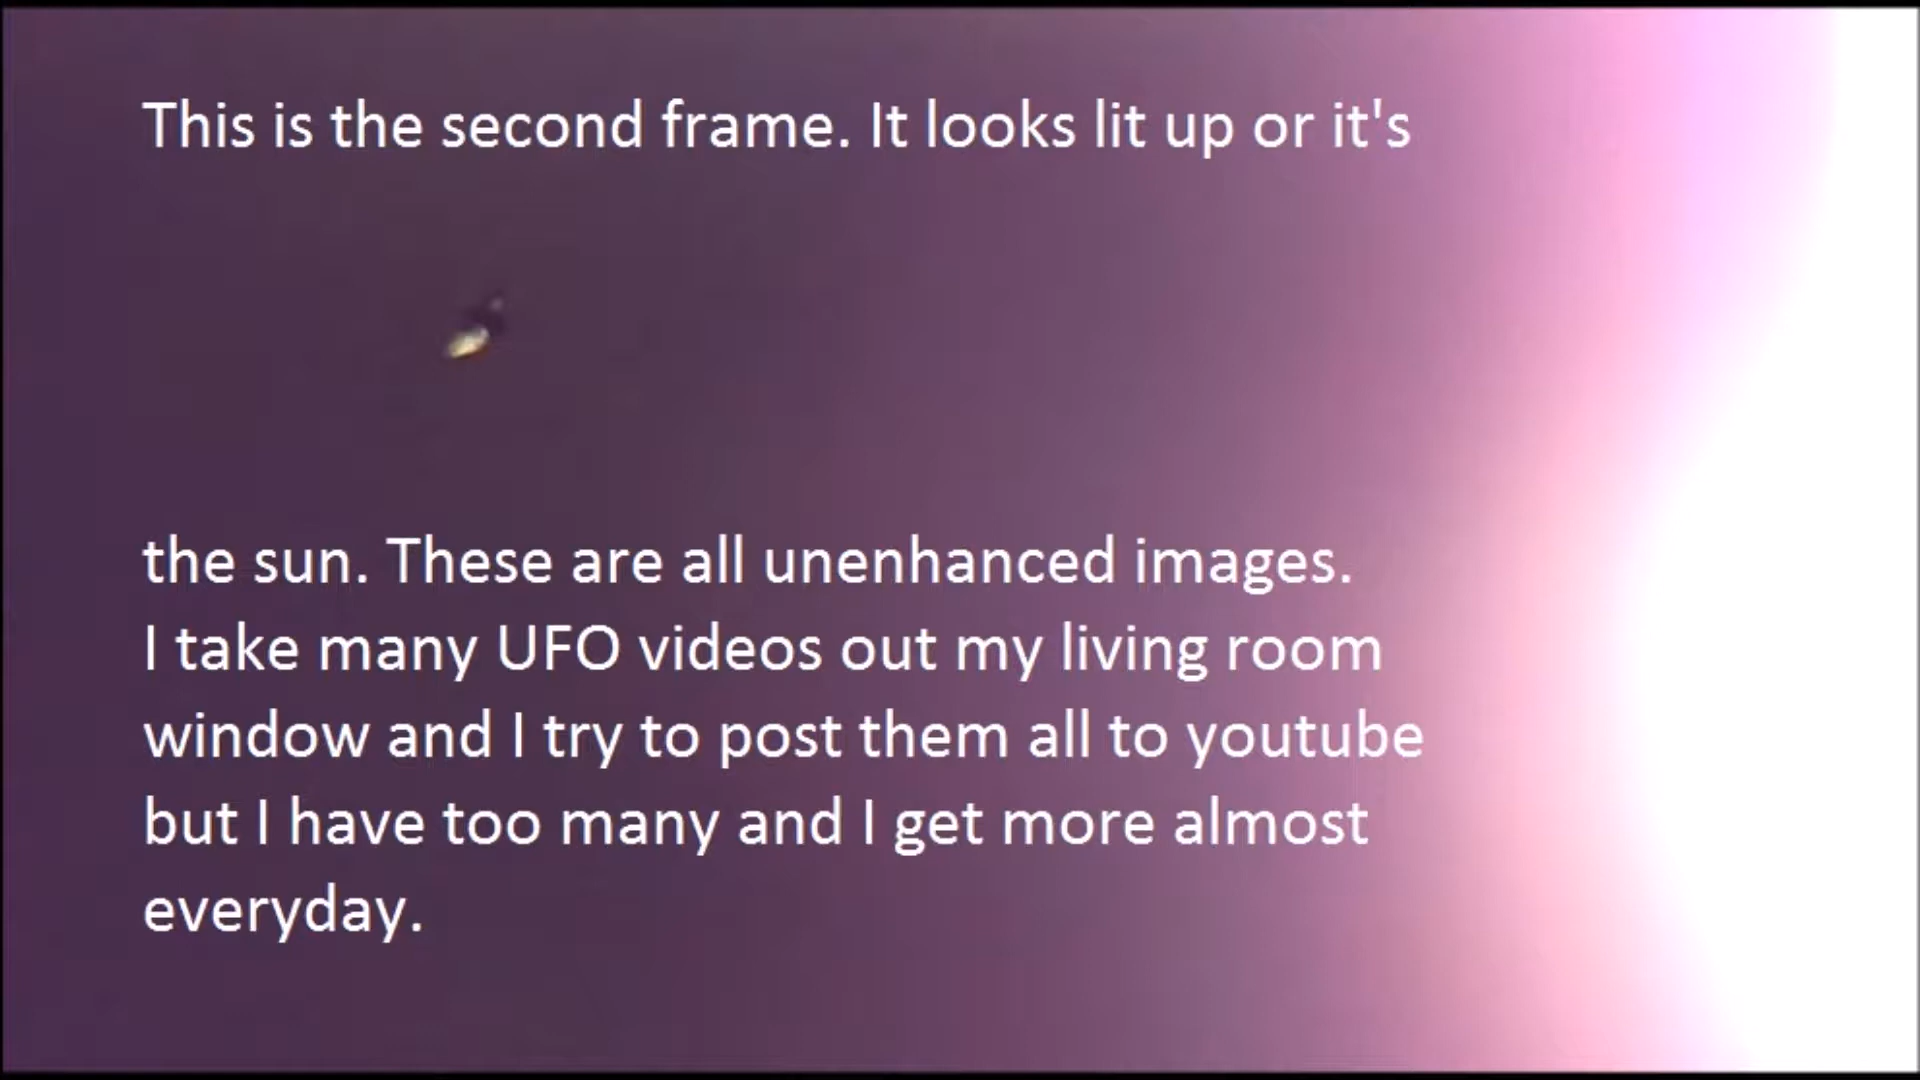 This is the second frame. It looks lit up or it's
the sun. These are all unenhanced images.
I take many UFO videos out my living room
window and I try to post them all to youtube
but I have too many and I get more almost
everyday.